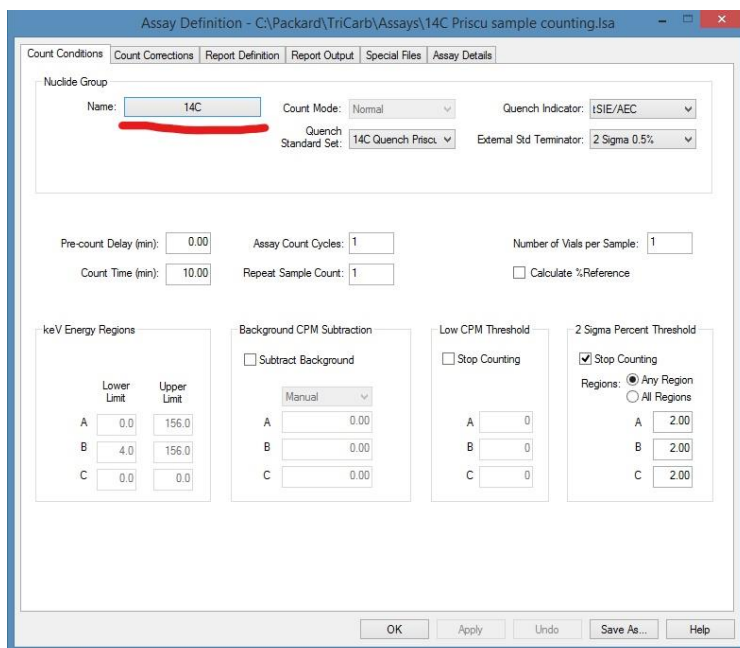 Assay Definition - C:\Packard\TriCarb\Assays\14C Priscu sample counting.lsa
Count Conditions Count Corrections Report Definition Report Output Special Files Assay Details
Nuclide Group
Name: 14C Count Mode: Normal Quench Indicator: tSIE/AEC
Quench
Standard Set: 14C Quench Priscu External Std Terminator: 2 Sigma 0.5%
Pre-count Delay (min): 0.00 Assay Count Cycles: 1 Number of Vials per Sample: 1
Count Time (min): 10.00 Repeat Sample Count: 1 Calculate %Reference
keV Energy Regions Background CPM Subtraction Low CPM Threshold 2 Sigma Percent Threshold
Subtract Background Stop Counting Stop Counting
Lower Upper Regions: Any Region
Limit Limit Manual All Regions
A 0.0 156.0 A 0.00 A 0 A 2.00
B 4.0 156.0 B 0.00 B 0 B 2.00
C 0.0 0.0 C 0.00 C 0 C 2.00
OK Apply Undo Save As... Help